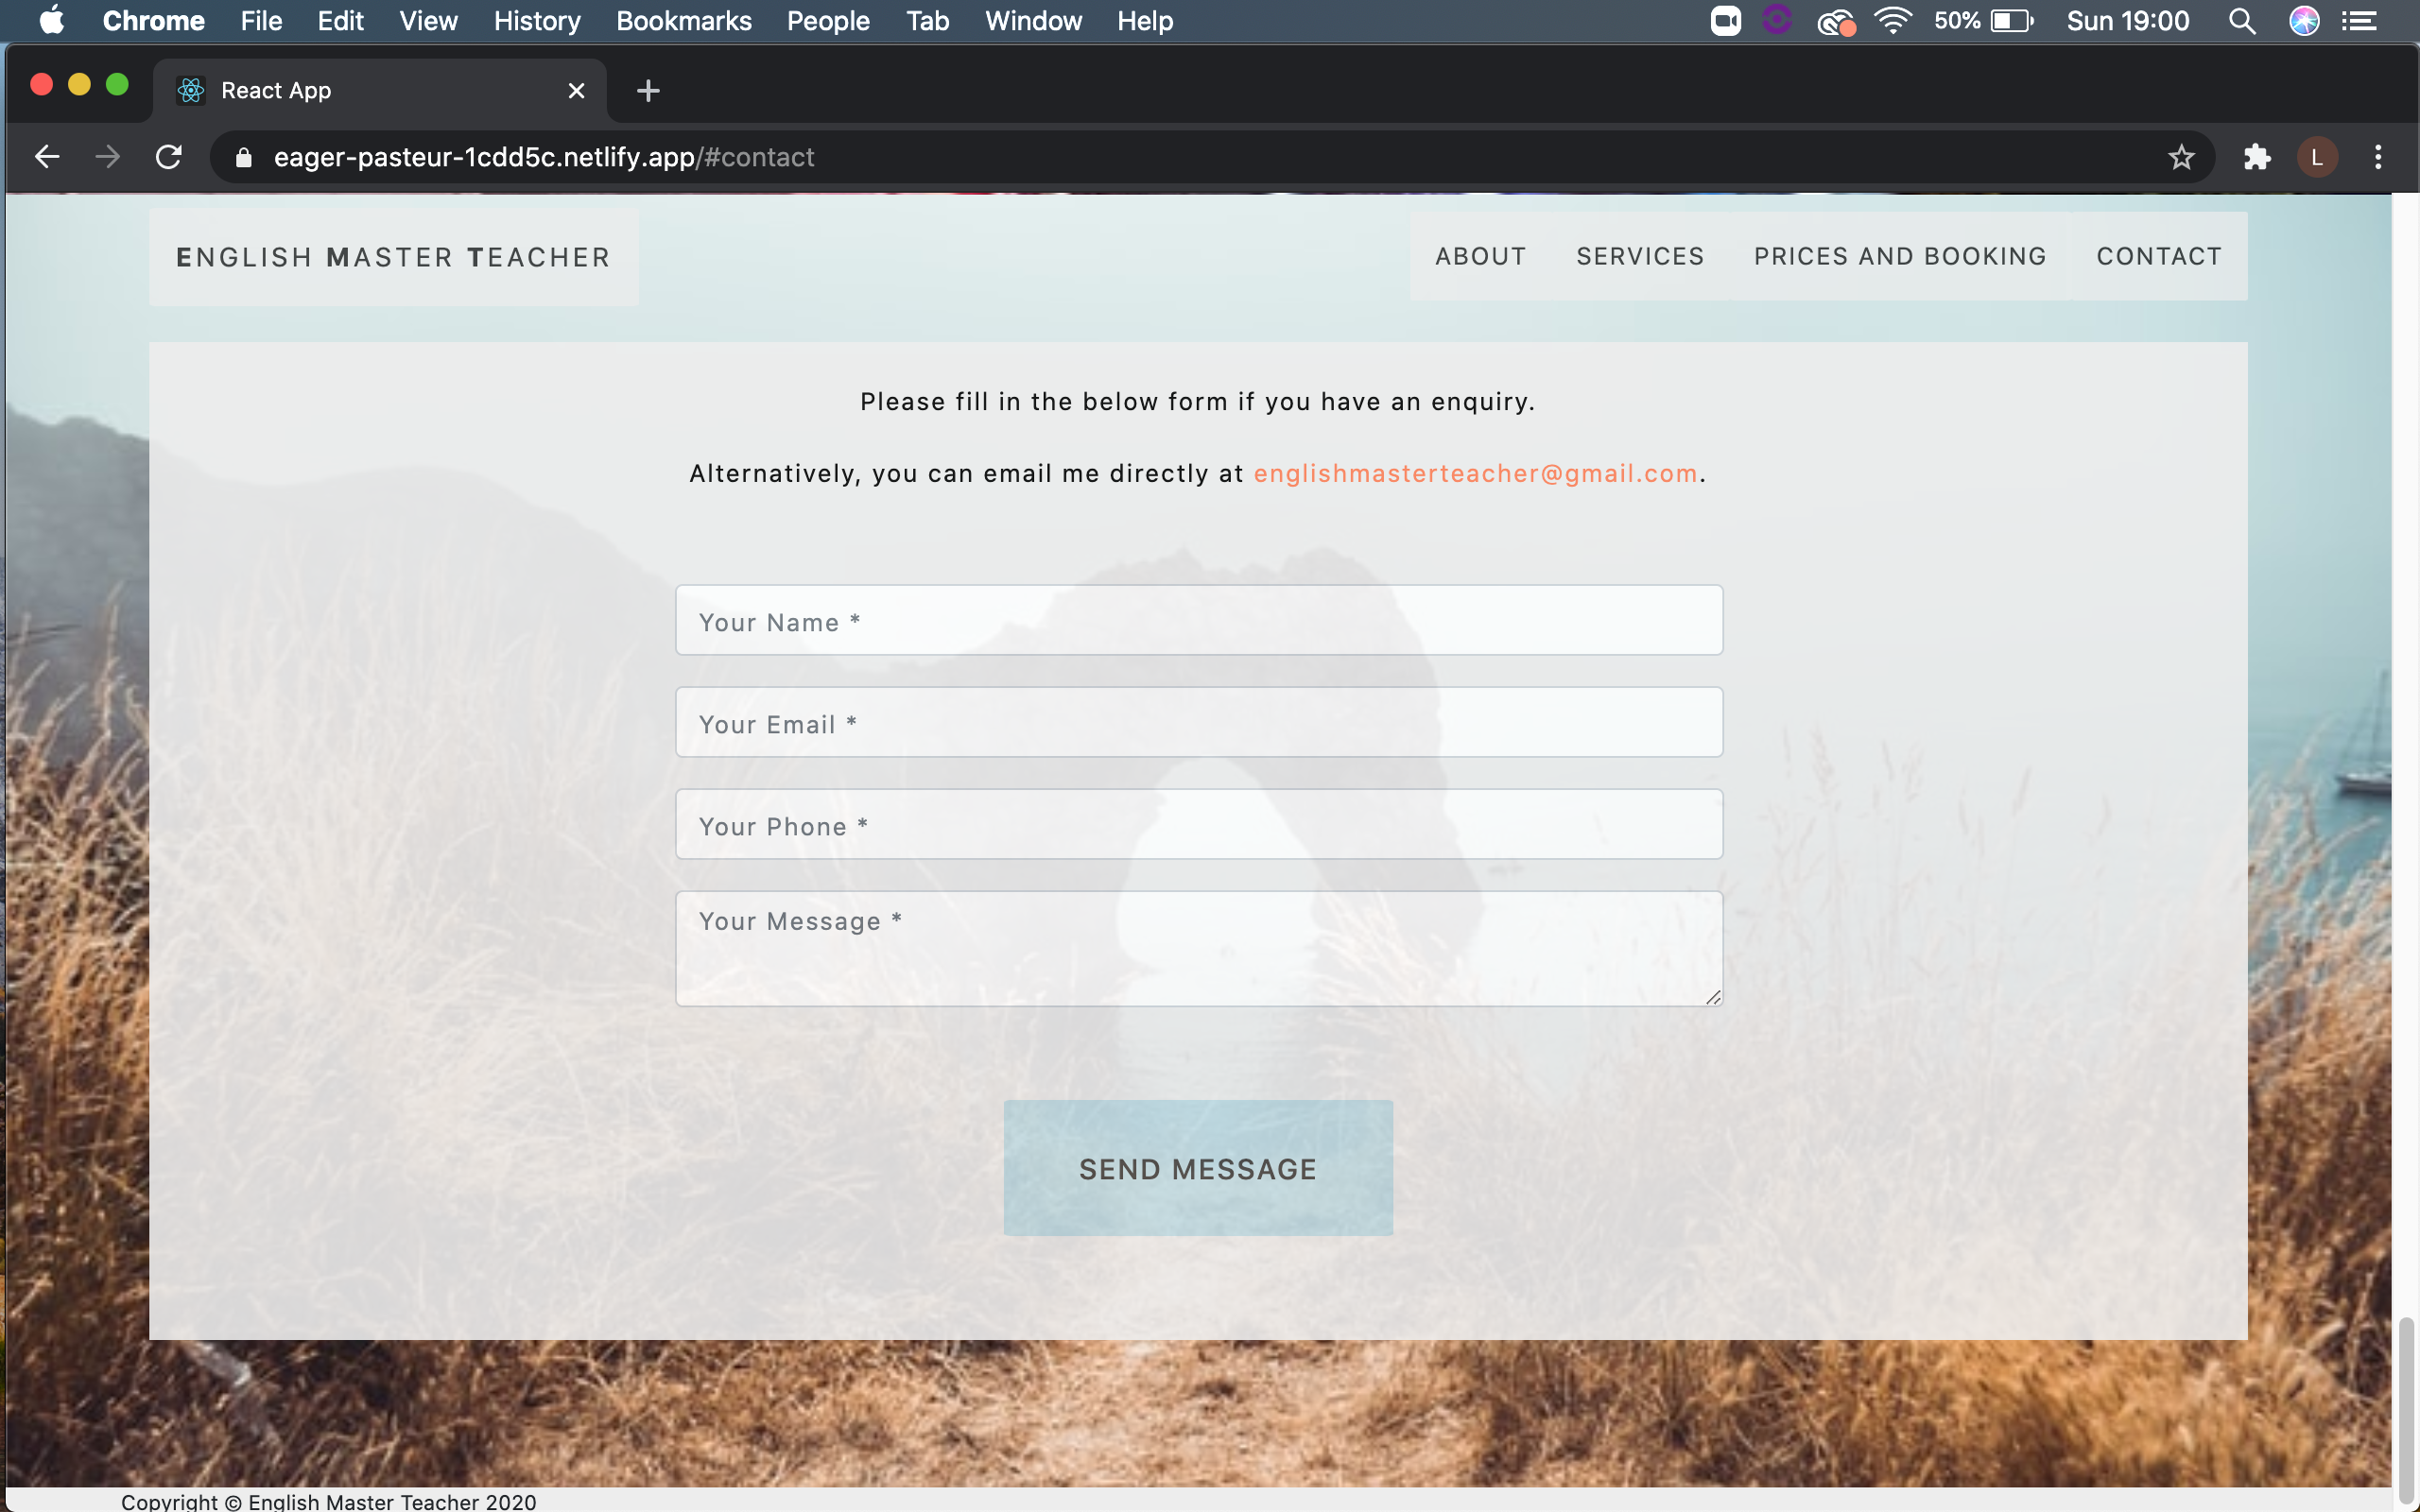 Chrome File Edit View History Bookmarks People Tab Window Help 50% Sun 19:00
React App
eager-pasteur-1cdd5c.netlify.app/#contact L
ENGLISH MASTER TEACHER ABOUT SERVICES PRICES AND BOOKING CONTACT
Please fill in the below form if you have an enquiry.
Alternatively, you can email me directly at englishmasterteacher@gmail.com.
Your Name *
Your Email *
Your Phone *
Your Message *
SEND MESSAGE
Copyright © English Master Teacher 2020